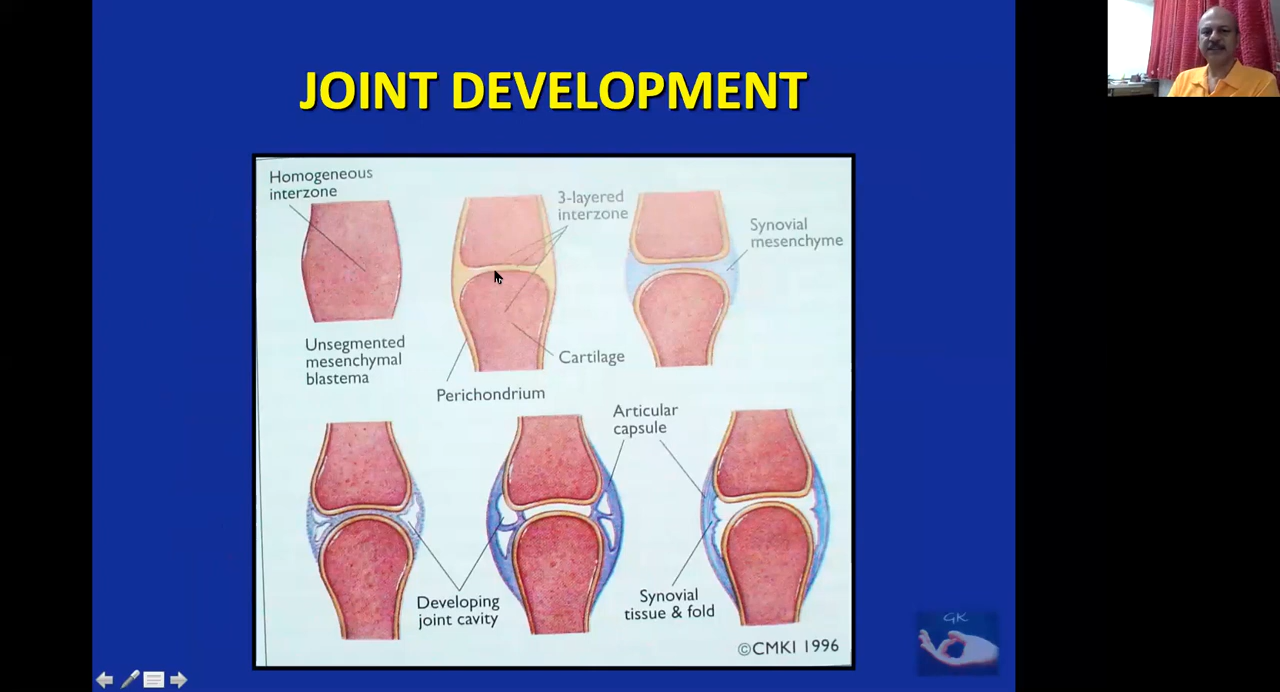 JOINT DEVELOPMENT
Homogeneous
interzone
3-layered
interzone
Synovial
mesenchyme
Unsegmented
mesenchymal
blastema
Cartilage
Perichondrium
Articular
capsule
Developing
joint cavity
Synovial
tissue & fold
©CMKI 1996
GK